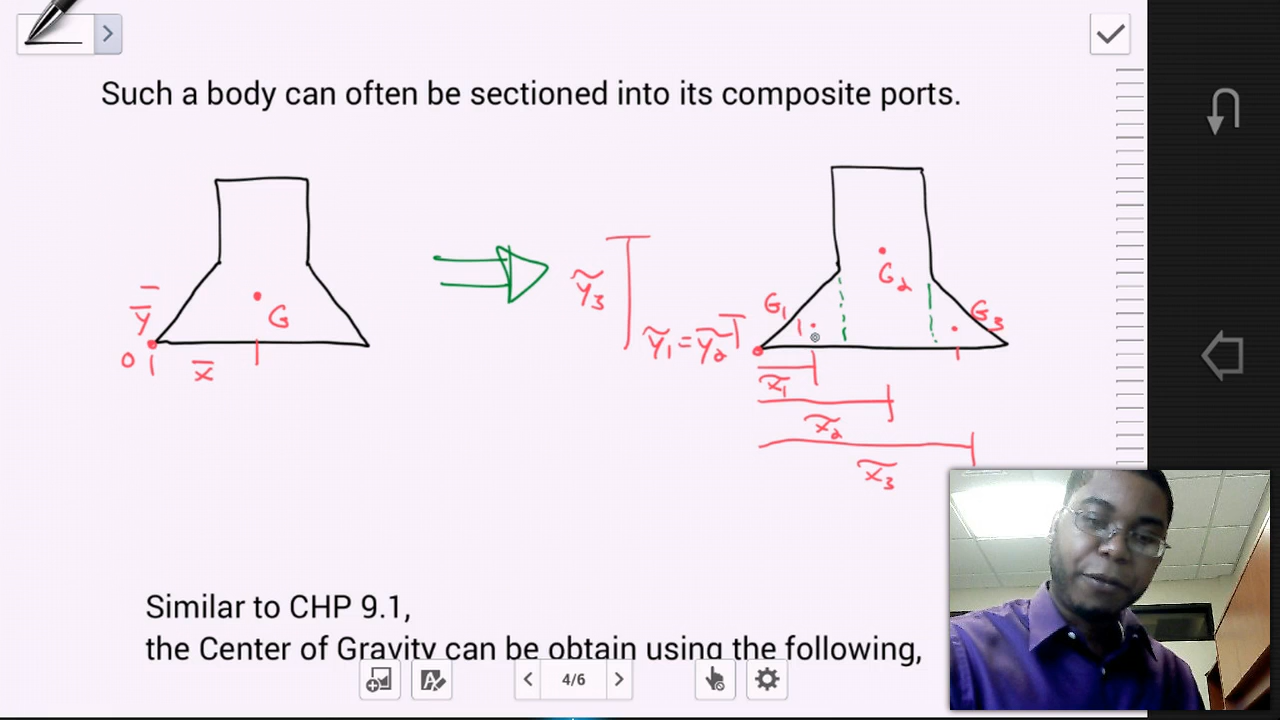 Such a body can often be sectioned into its composite ports.
G
ȳ
0
x̄
ỹ₃
ỹ₁=ỹ₂
G₁
G₂
G₃
x̃₁
x̃₂
x̃₃
Similar to CHP 9.1,
the Center of Gravity can be obtain using the following,
4/6